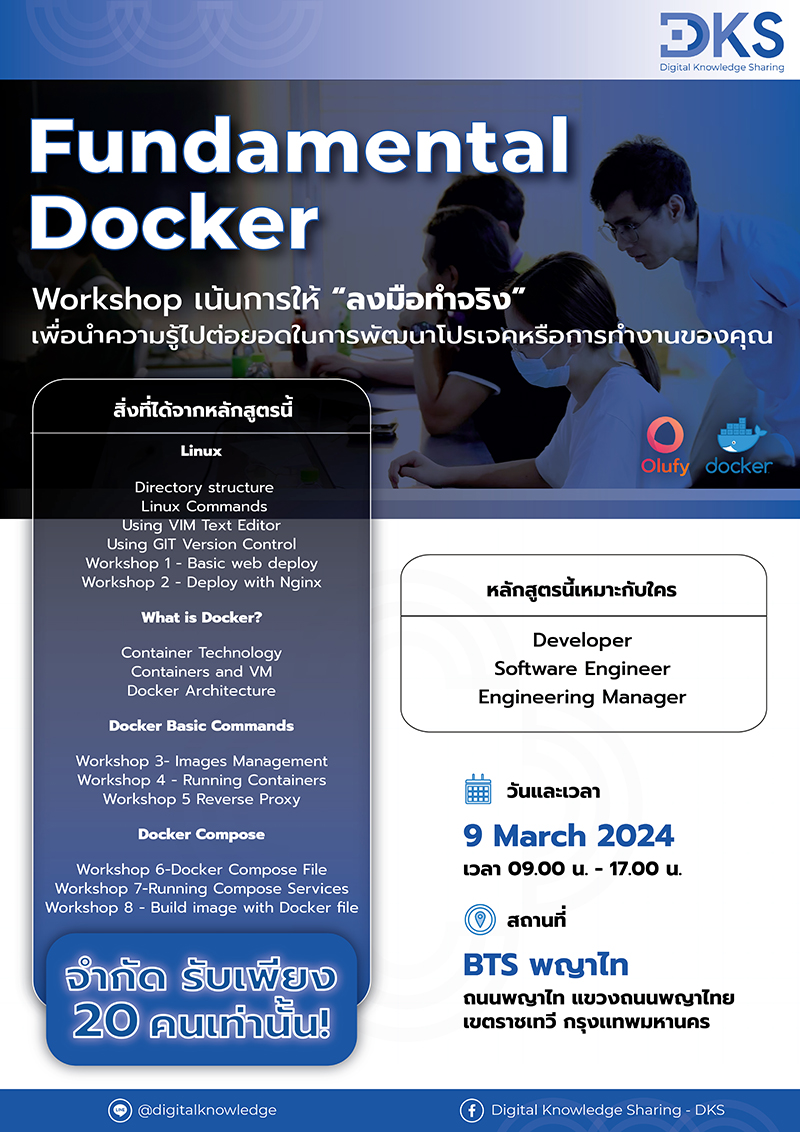 DKS
Digital Knowledge Sharing
Fundamental
Docker
Workshop เน้นการให้ “ลงมือทำจริง”
เพื่อนำความรู้ไปต่อยอดในการพัฒนาโปรเจคหรือการทำงานของคุณ
Olufy
docker
สิ่งที่ได้จากหลักสูตรนี้
Linux
Directory structure
Linux Commands
Using VIM Text Editor
Using GIT Version Control
Workshop 1 - Basic web deploy
Workshop 2 - Deploy with Nginx
What is Docker?
Container Technology
Containers and VM
Docker Architecture
Docker Basic Commands
Workshop 3- Images Management
Workshop 4 - Running Containers
Workshop 5 Reverse Proxy
Docker Compose
Workshop 6-Docker Compose File
Workshop 7-Running Compose Services
Workshop 8 - Build image with Docker file
จำกัด รับเพียง
20 คนเท่านั้น!
หลักสูตรนี้เหมาะกับใคร
Developer
Software Engineer
Engineering Manager
วันและเวลา
9 March 2024
เวลา 09.00 น. - 17.00 น.
สถานที่
BTS พญาไท
ถนนพญาไท แขวงถนนพญาไทย
เขตราชเทวี กรุงแทพมหานคร
LINE
@digitalknowledge
Digital Knowledge Sharing - DKS